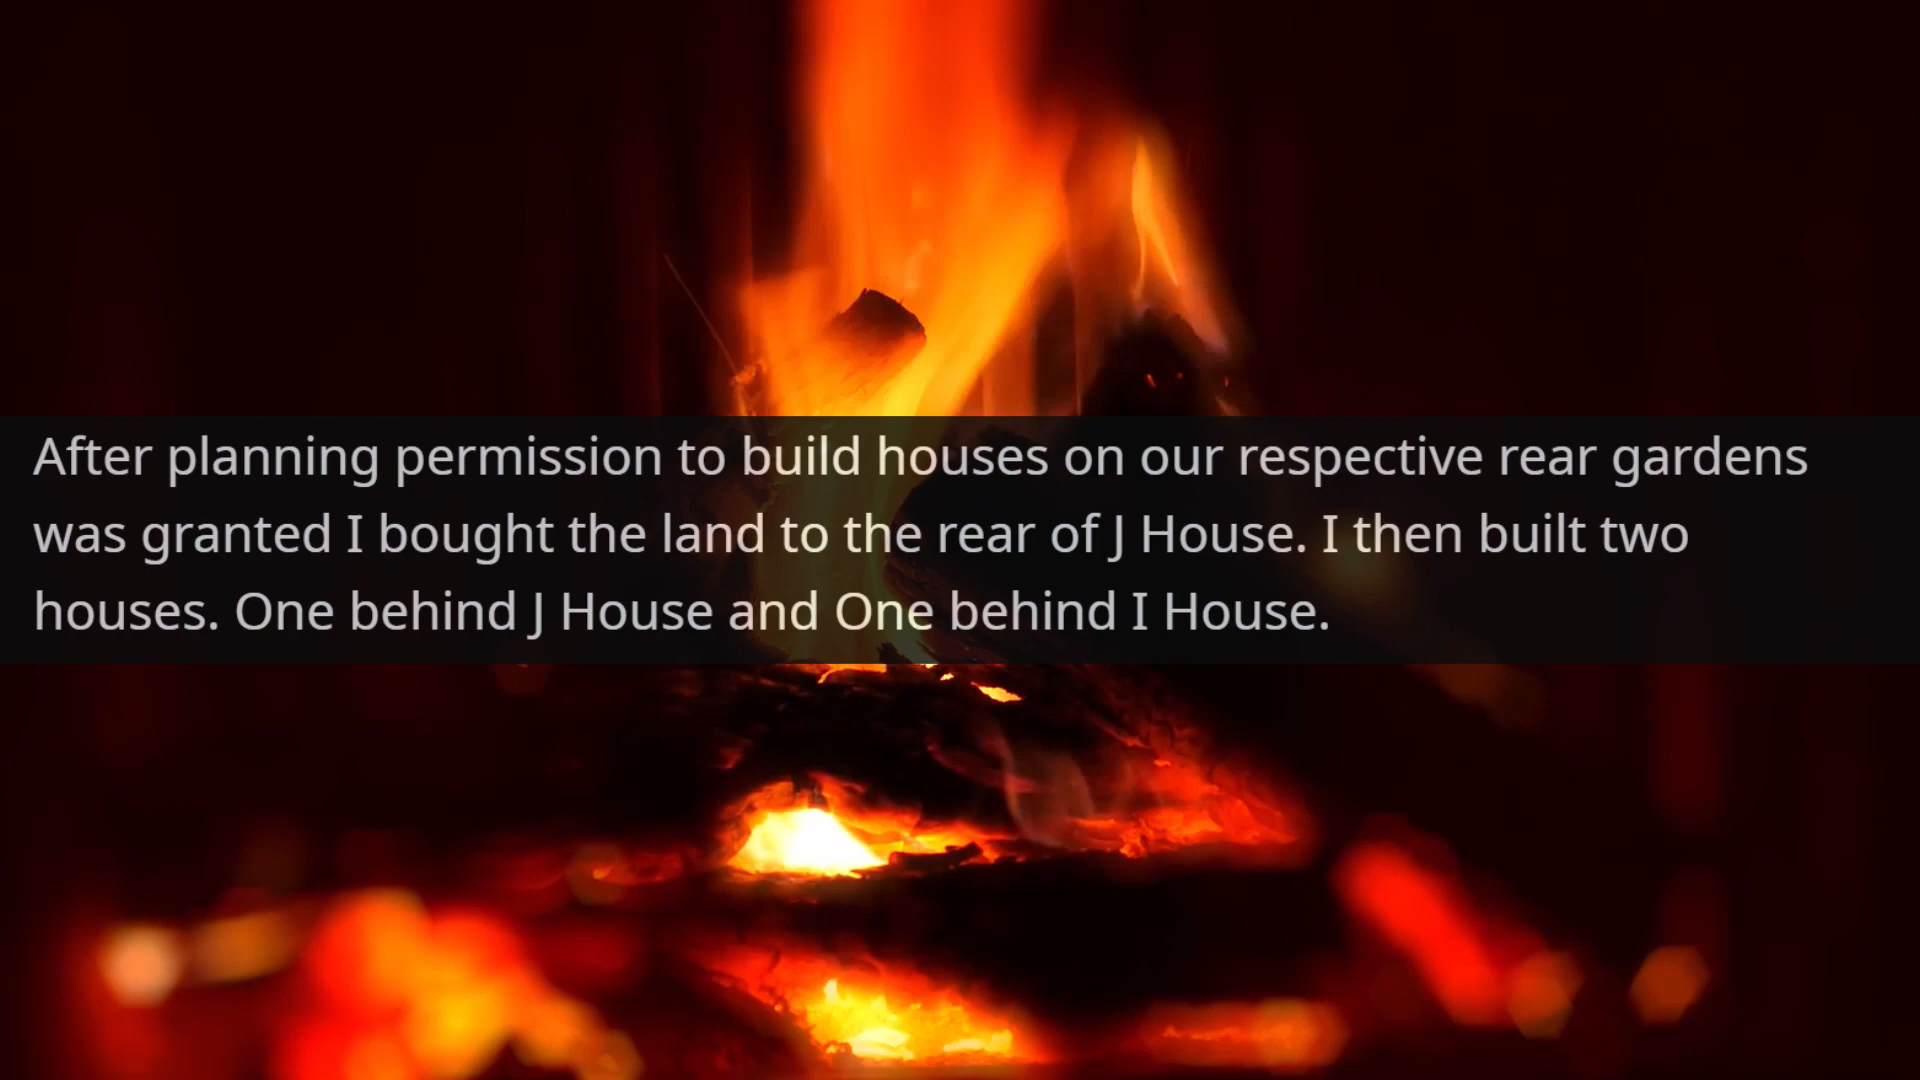 After planning permission to build houses on our respective rear gardens
was granted I bought the land to the rear of J House. I then built two
houses. One behind J House and One behind I House.